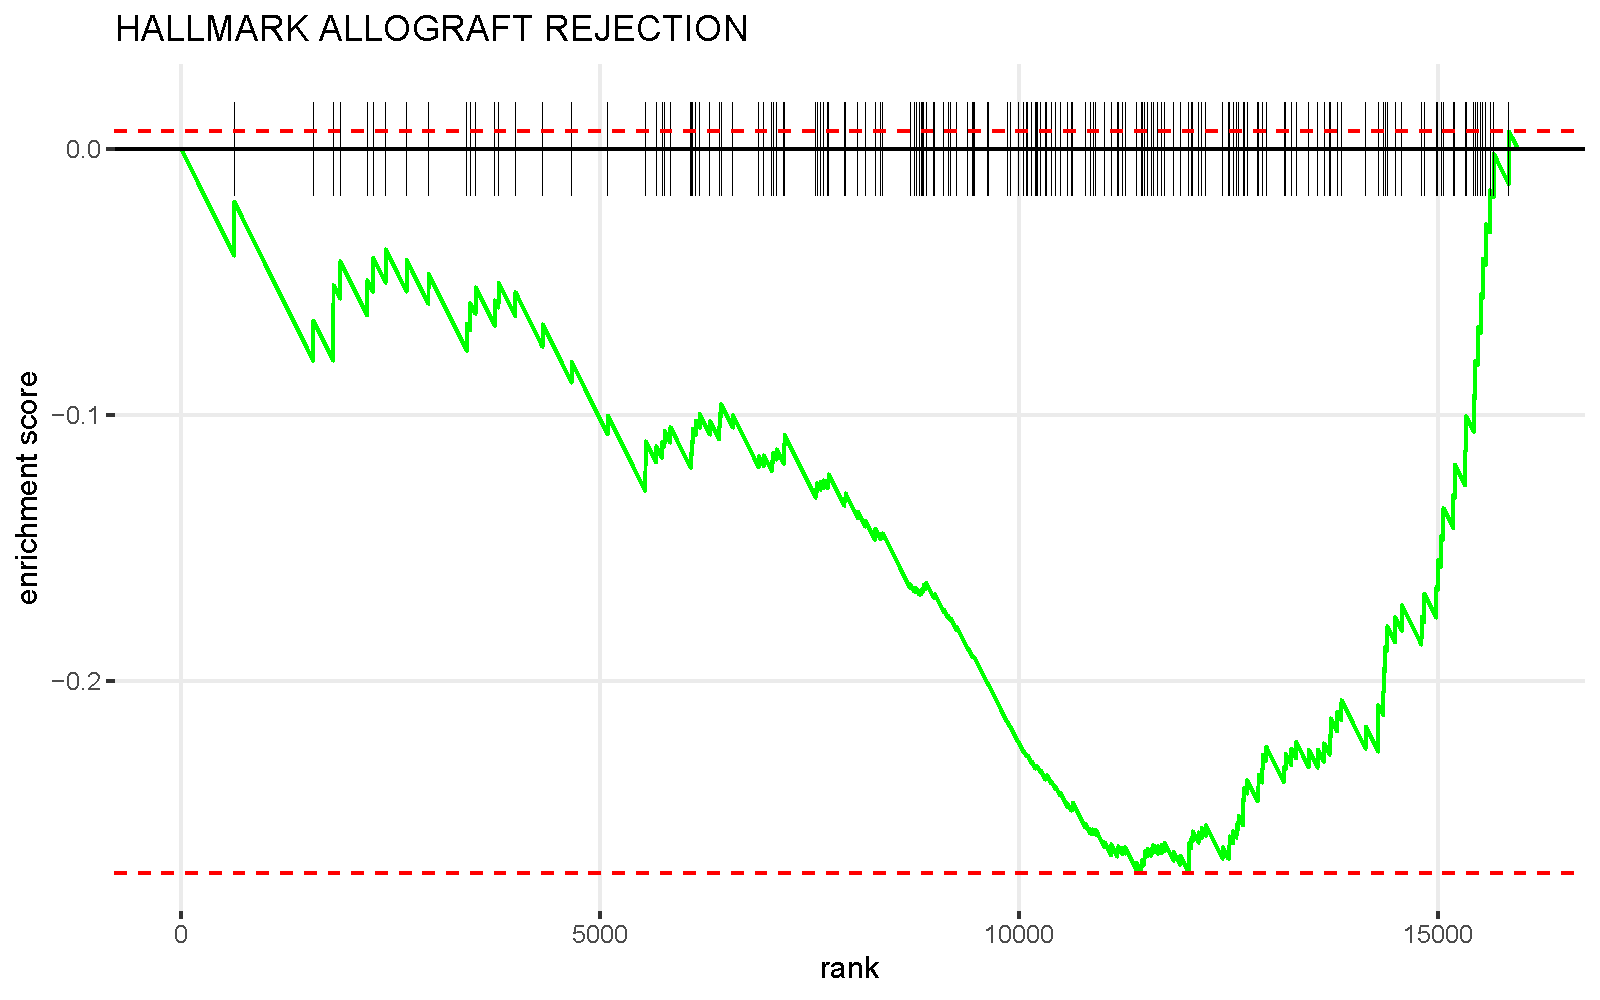 HALLMARK ALLOGRAFT REJECTION
enrichment score
0.0
−0.1
−0.2
0 5000 10000 15000
rank